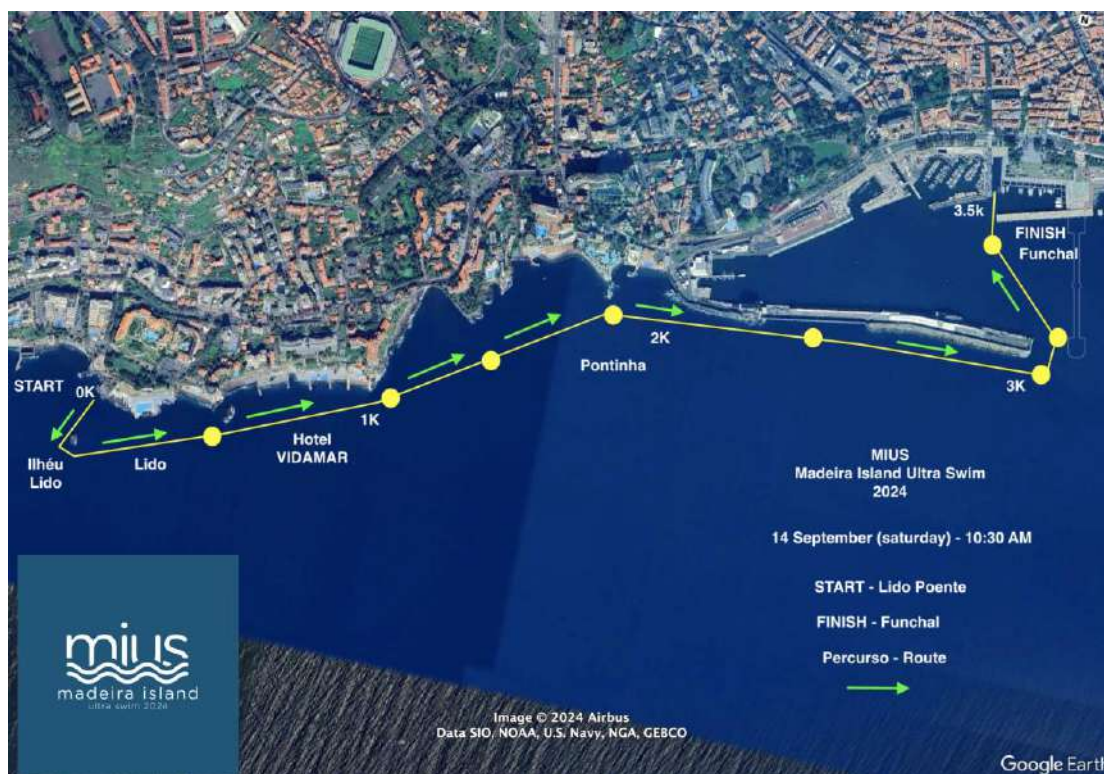 N
3.5k
FINISH
Funchal
2K
Pontinha
3K
START
0K
1K
Hotel
VIDAMAR
Ilhéu
Lido
Lido
MIUS
Madeira Island Ultra Swim
2024
14 September (saturday) - 10:30 AM
START - Lido Poente
FINISH - Funchal
Percurso - Route
mius
madeira island
ultra swim 2024
Image © 2024 Airbus
Data SIO, NOAA, U.S. Navy, NGA, GEBCO
Google Earth